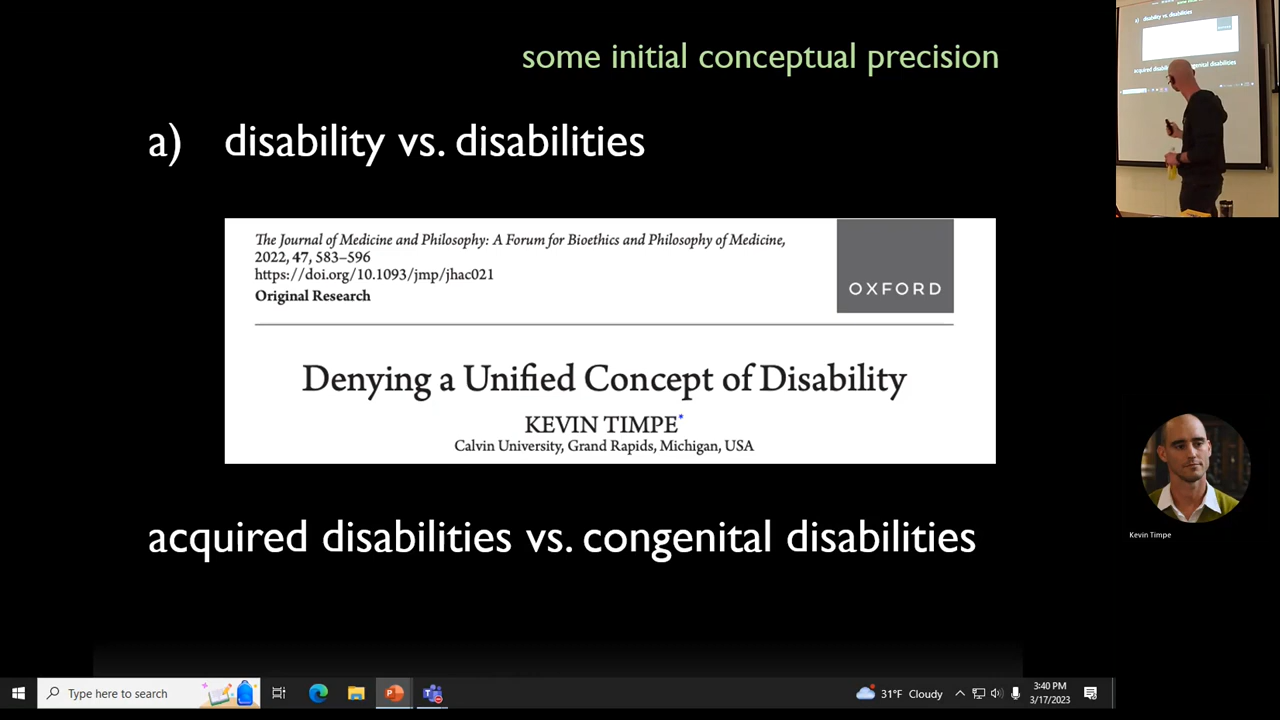 some initial conceptual precision
a) disability vs. disabilities
The Journal of Medicine and Philosophy: A Forum for Bioethics and Philosophy of Medicine,
2022, 47, 583–596
https://doi.org/10.1093/jmp/jhac021
Original Research
OXFORD
Denying a Unified Concept of Disability
KEVIN TIMPE*
Calvin University, Grand Rapids, Michigan, USA
acquired disabilities vs. congenital disabilities
a) disability vs. disabilities
Kevin Timpe
Type here to search
31°F Cloudy
3:40 PM
3/17/2023